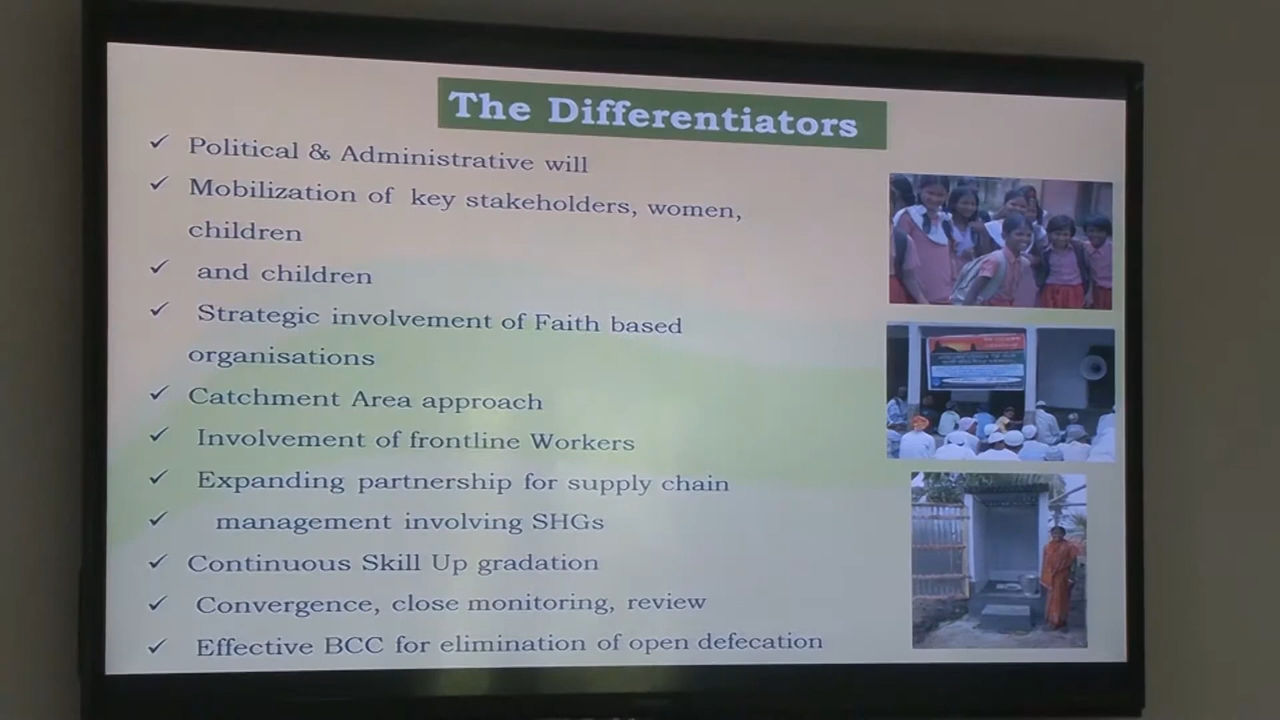 The Differentiators
✓ Political & Administrative will
✓ Mobilization of key stakeholders, women,
children
✓ and children
✓ Strategic involvement of Faith based
organisations
✓ Catchment Area approach
✓ Involvement of frontline Workers
✓ Expanding partnership for supply chain
✓ management involving SHGs
✓ Continuous Skill Up gradation
✓ Convergence, close monitoring, review
✓ Effective BCC for elimination of open defecation